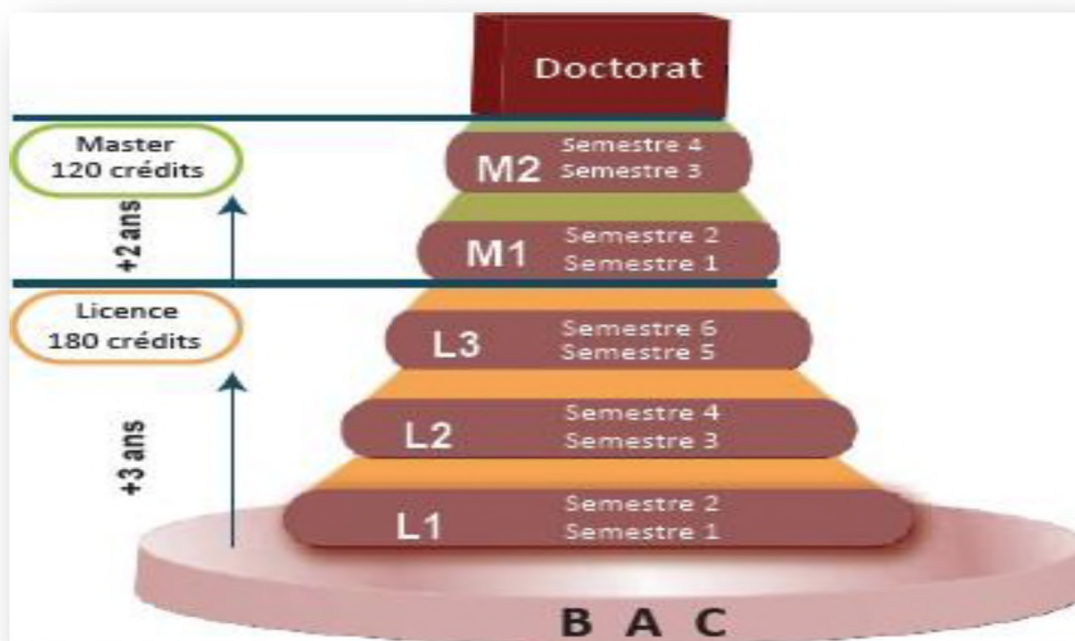 Doctorat
Master
120 crédits
M2
Semestre 4
Semestre 3
+2 ans
M1
Semestre 2
Semestre 1
Licence
180 crédits
L3
Semestre 6
Semestre 5
+3 ans
L2
Semestre 4
Semestre 3
L1
Semestre 2
Semestre 1
B A C